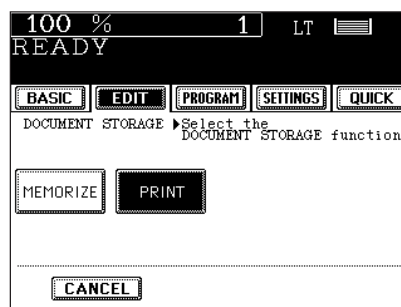 100 % 1 LT
READY
BASIC EDIT PROGRAM SETTINGS QUICK
DOCUMENT STORAGE ▶Select the
DOCUMENT STORAGE function
MEMORIZE PRINT
CANCEL